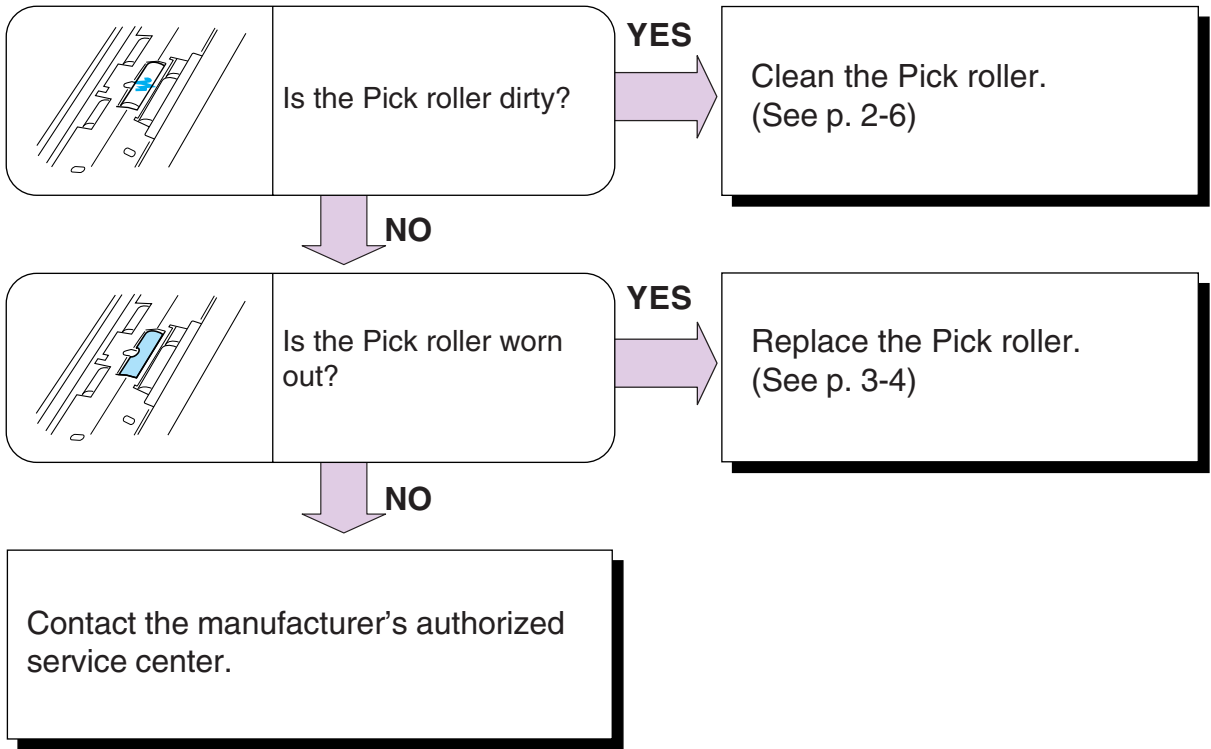 Is the Pick roller dirty?
YES
Clean the Pick roller.
(See p. 2-6)
NO
Is the Pick roller worn
out?
YES
Replace the Pick roller.
(See p. 3-4)
NO
Contact the manufacturer’s authorized
service center.